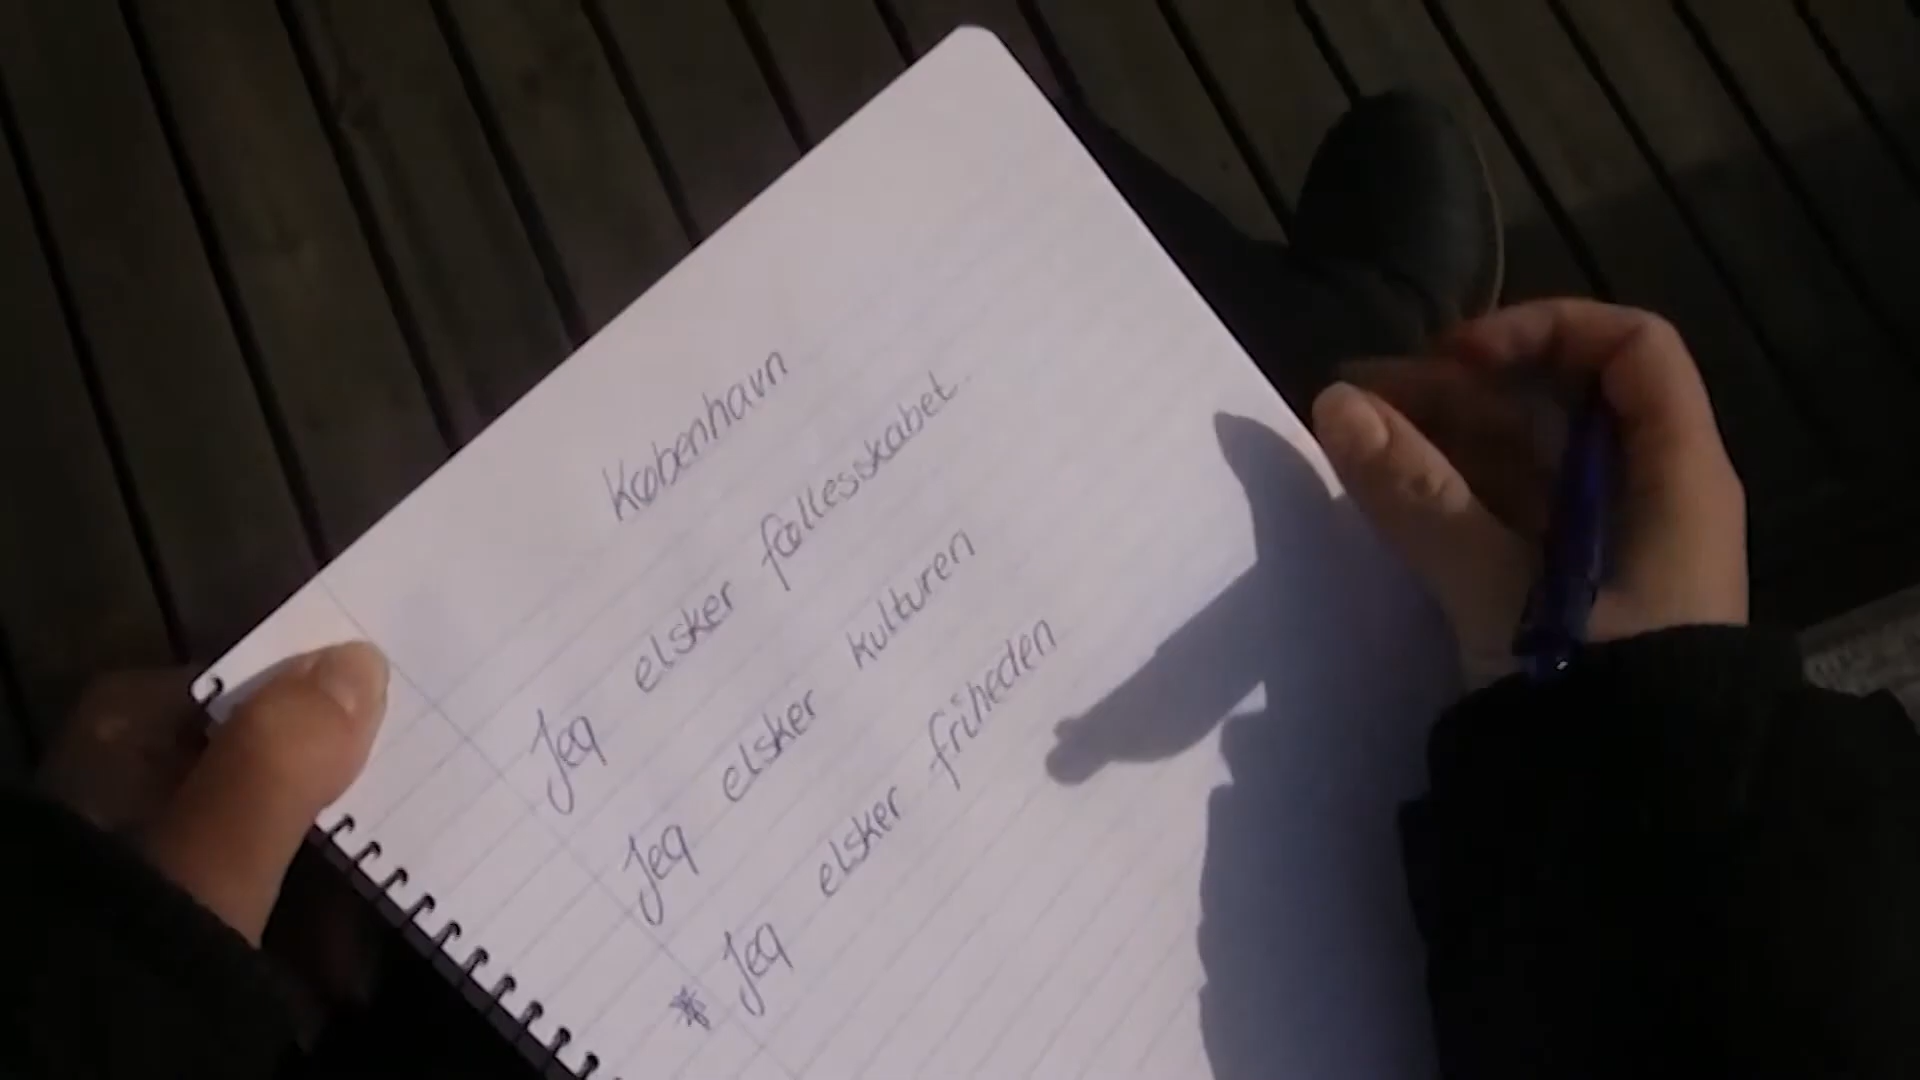 København
Jeg elsker fællesskabet.
Jeg elsker kulturen
* Jeg elsker friheden